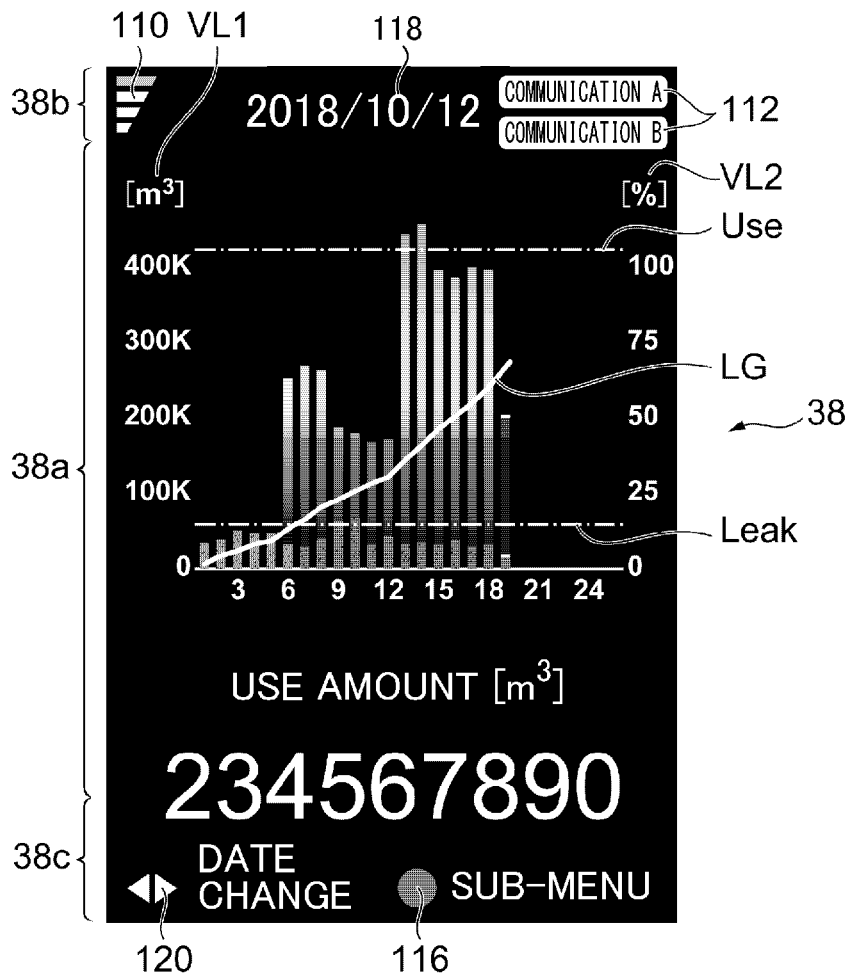 110 VL1 118
38b 2018/10/12 COMMUNICATION A
COMMUNICATION B 112
[m³] [%] VL2
Use
400K 100
300K 75
LG
200K 50 38
38a
100K 25
Leak
0 0
3 6 9 12 15 18 21 24
USE AMOUNT [m³]
234567890
38c DATE
CHANGE SUB-MENU
120 116